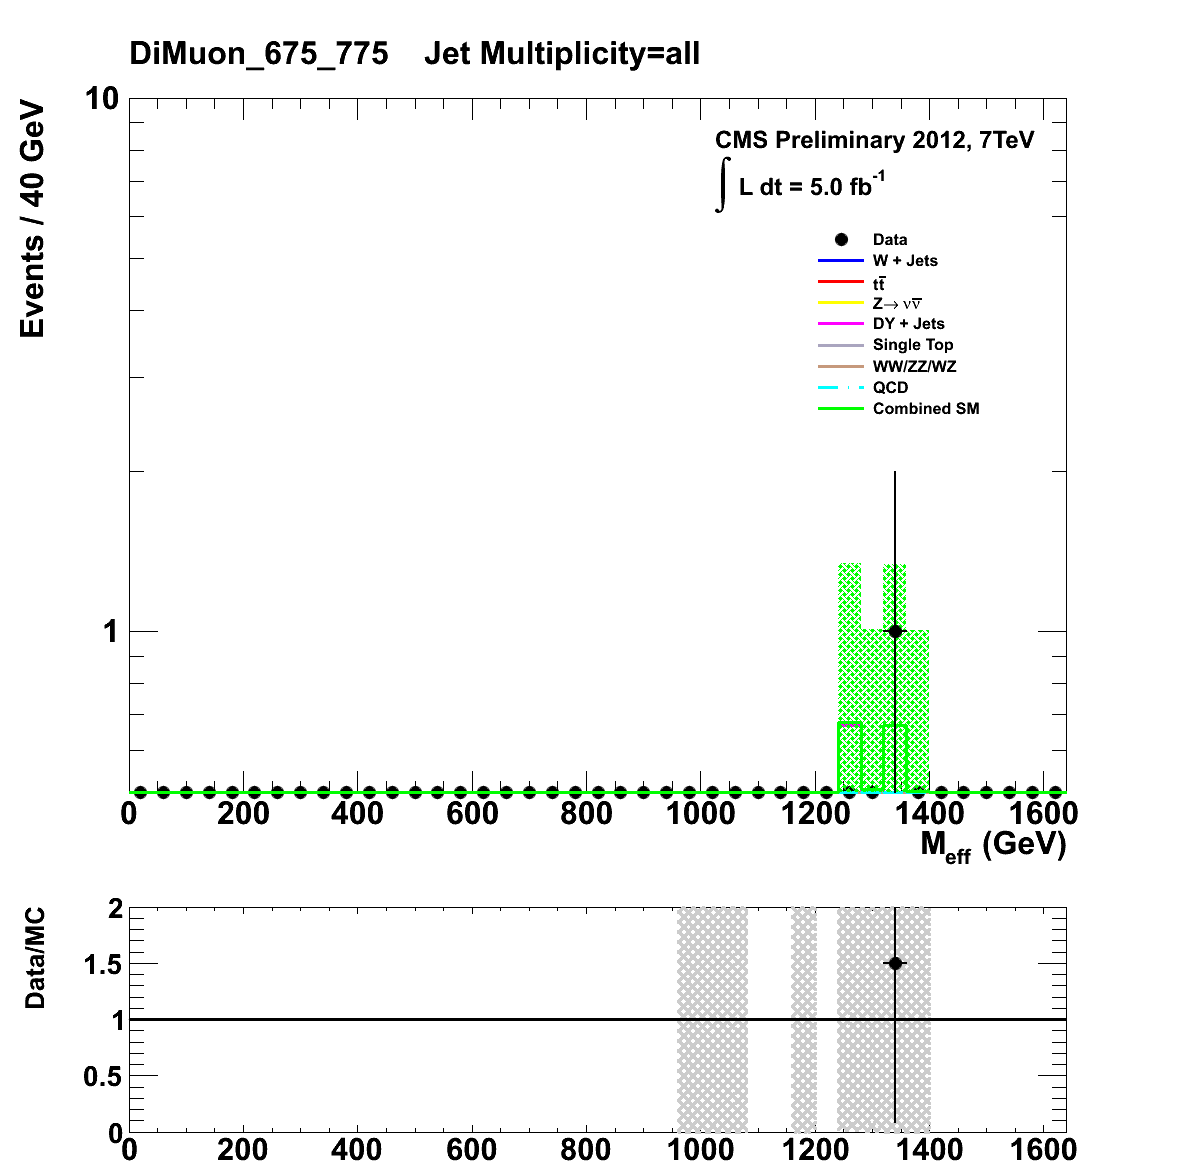 DiMuon_675_775 Jet Multiplicity=all
Events / 40 GeV
10
1
CMS Preliminary 2012, 7TeV
∫ L dt = 5.0 fb⁻¹
Data
W + Jets
tt̅
Z→ νν̅
DY + Jets
Single Top
WW/ZZ/WZ
QCD
Combined SM
0 200 400 600 800 1000 1200 1400 1600
M_eff (GeV)
Data/MC
2
1.5
1
0.5
0
0 200 400 600 800 1000 1200 1400 1600